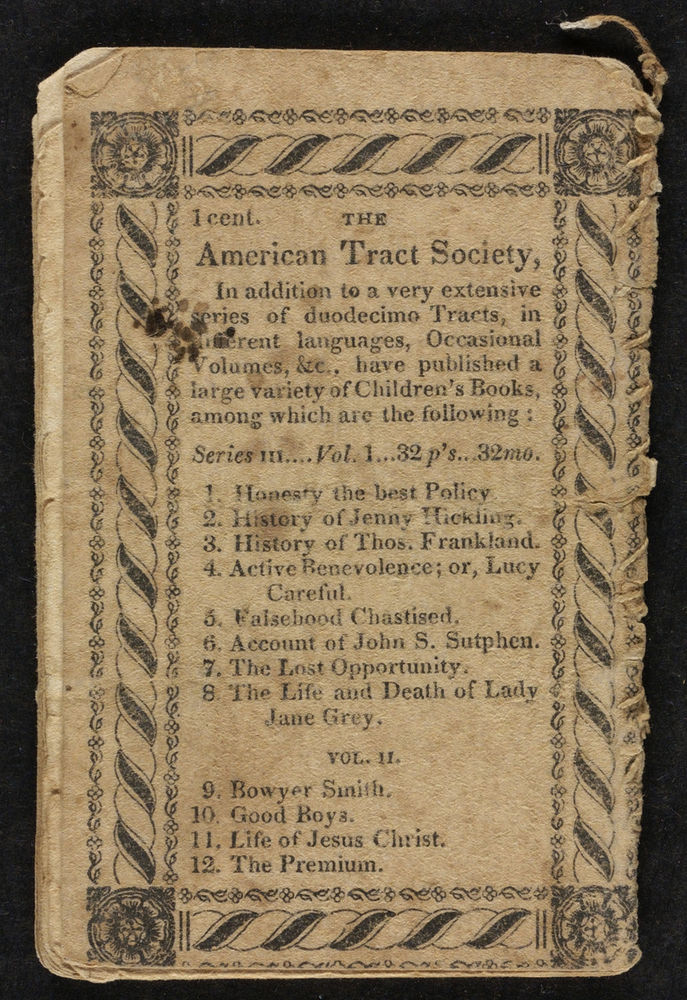 1 cent. THE
American Tract Society,
In addition to a very extensive
series of duodecimo Tracts, in
different languages, Occasional
Volumes, &c., have published a
large variety of Children's Books,
among which are the following :
Series III....Vol. 1...32 p's...32mo.
1. Honesty the best Policy.
2. History of Jenny Hickling.
3. History of Thos. Frankland.
4. Active Benevolence; or, Lucy
Careful.
5. Falsehood Chastised.
6. Account of John S. Sutphen.
7. The Lost Opportunity.
8 The Life and Death of Lady
Jane Grey.
VOL. II.
9. Bowyer Smith.
10. Good Boys.
11. Life of Jesus Christ.
12. The Premium.